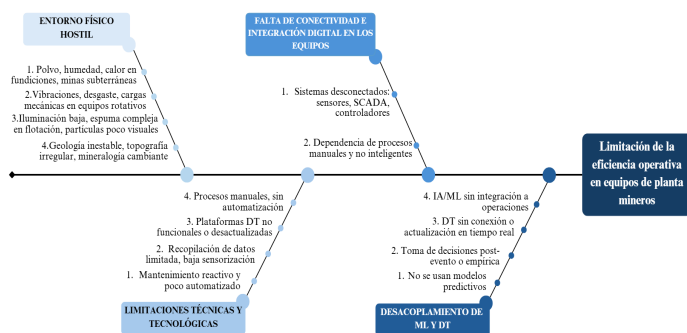 ENTORNO FÍSICO
HOSTIL
1. Polvo, humedad, calor en
fundiciones, minas subterráneas
2.Vibraciones, desgaste, cargas
mecánicas en equipos rotativos
3.Iluminación baja, espuma compleja
en flotación, partículas poco visuales
4.Geología inestable, topografía
irregular, mineralogía cambiante
FALTA DE CONECTIVIDAD E
INTEGRACIÓN DIGITAL EN LOS
EQUIPOS
1. Sistemas desconectados:
sensores, SCADA,
controladores
2. Dependencia de procesos
manuales y no inteligentes
Limitación de la
eficiencia operativa
en equipos de planta
mineros
4. Procesos manuales, sin
automatización
3. Plataformas DT no
funcionales o desactualizadas
2. Recopilación de datos
limitada, baja sensorización
1. Mantenimiento reactivo y
poco automatizado
LIMITACIONES TÉCNICAS Y
TECNOLÓGICAS
4. IA/ML sin integración a
operaciones
3. DT sin conexión o
actualización en tiempo real
2. Toma de decisiones post-
evento o empírica
1. No se usan modelos
predictivos
DESACOPLAMIENTO DE
ML Y DT